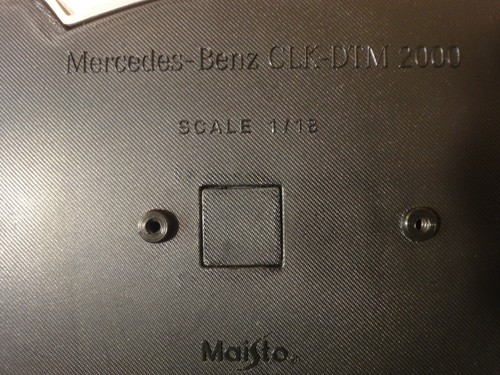 Mercedes-Benz CLK-DTM 2000
SCALE 1/18
Maisto